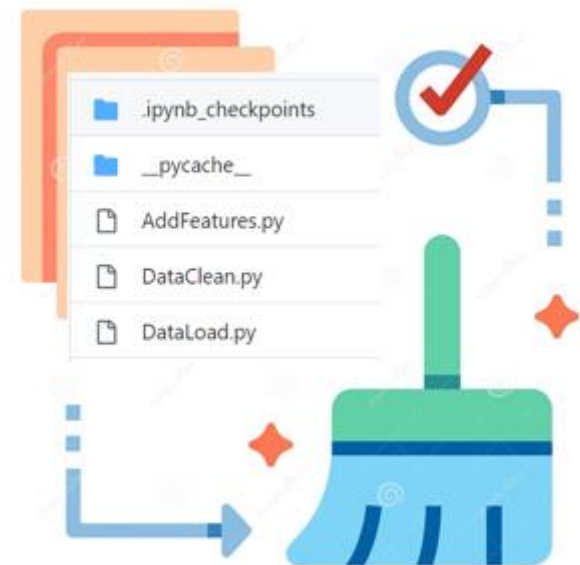 .ipynb_checkpoints
__pycache__
AddFeatures.py
DataClean.py
DataLoad.py